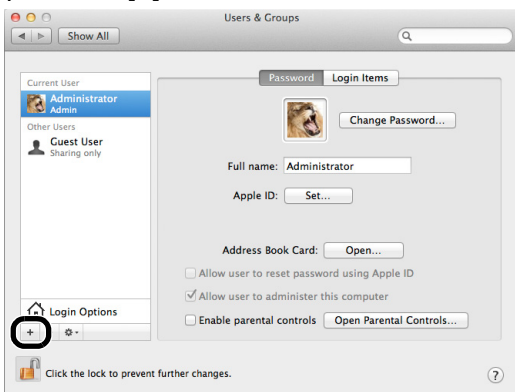 Users & Groups
Show All
Password Login Items
Current User
Administrator
Admin
Other Users
Guest User
Sharing only
Change Password...
Full name: Administrator
Apple ID: Set...
Address Book Card: Open...
Allow user to reset password using Apple ID
Allow user to administer this computer
Enable parental controls Open Parental Controls...
Login Options
+
Click the lock to prevent further changes.
?